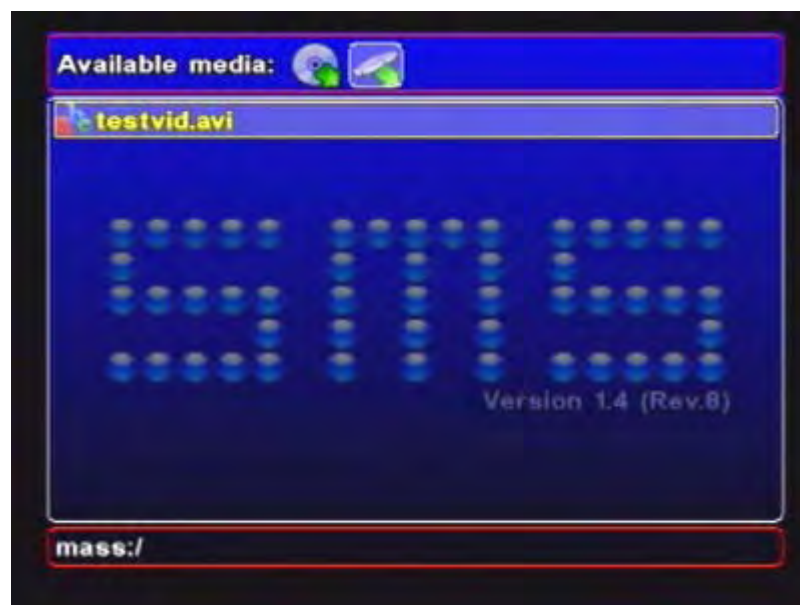 Available media:
testvid.avi
sms
Version 1.4 (Rev.8)
mass:/